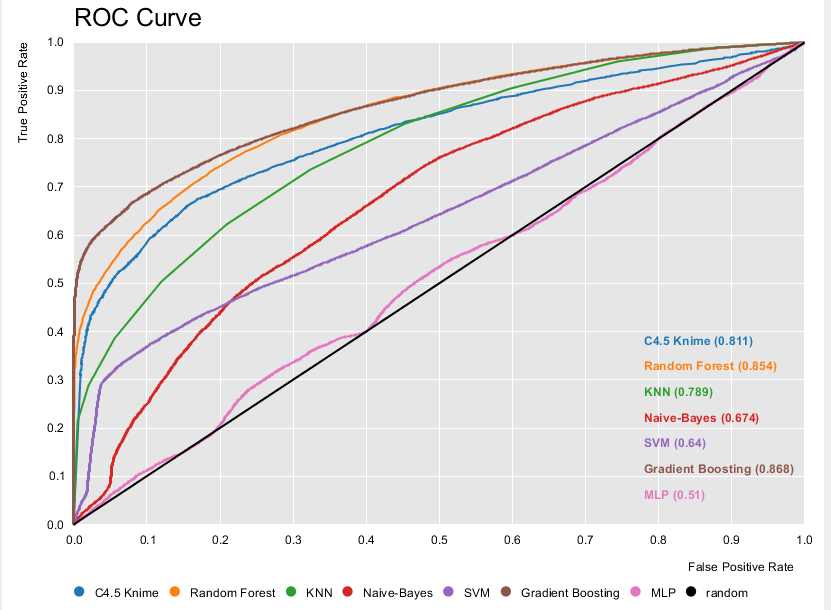 ROC Curve
True Positive Rate
1.0
0.9
0.8
0.7
0.6
0.5
0.4
0.3
0.2
0.1
0.0
C4.5 Knime (0.811)
Random Forest (0.854)
KNN (0.789)
Naive-Bayes (0.674)
SVM (0.64)
Gradient Boosting (0.868)
MLP (0.51)
0.0 0.1 0.2 0.3 0.4 0.5 0.6 0.7 0.8 0.9 1.0
False Positive Rate
C4.5 Knime Random Forest KNN Naive-Bayes SVM Gradient Boosting MLP random